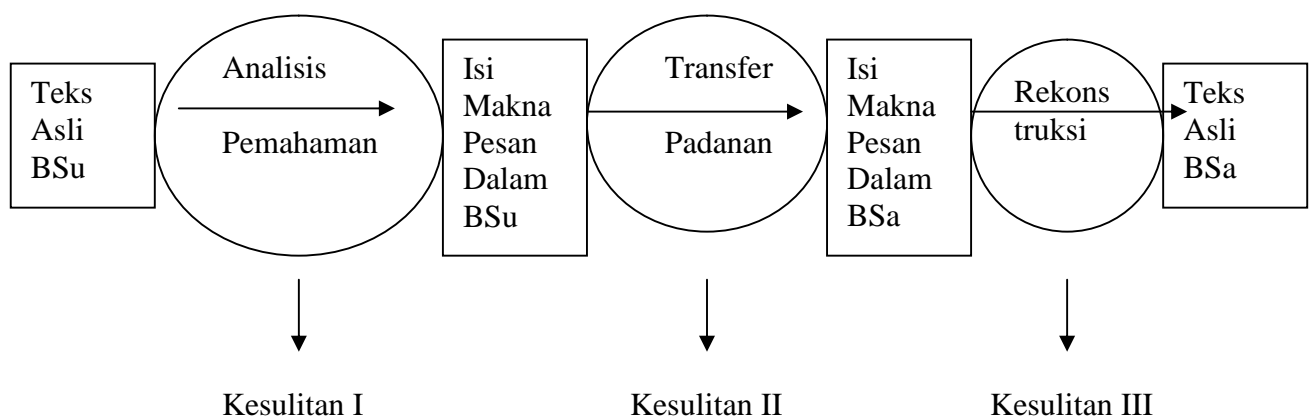 Teks
Asli
BSu
Analisis
Pemahaman
Isi
Makna
Pesan
Dalam
BSu
Transfer
Padanan
Isi
Makna
Pesan
Dalam
BSa
Rekons
truksi
Teks
Asli
BSa
Kesulitan I
Kesulitan II
Kesulitan III